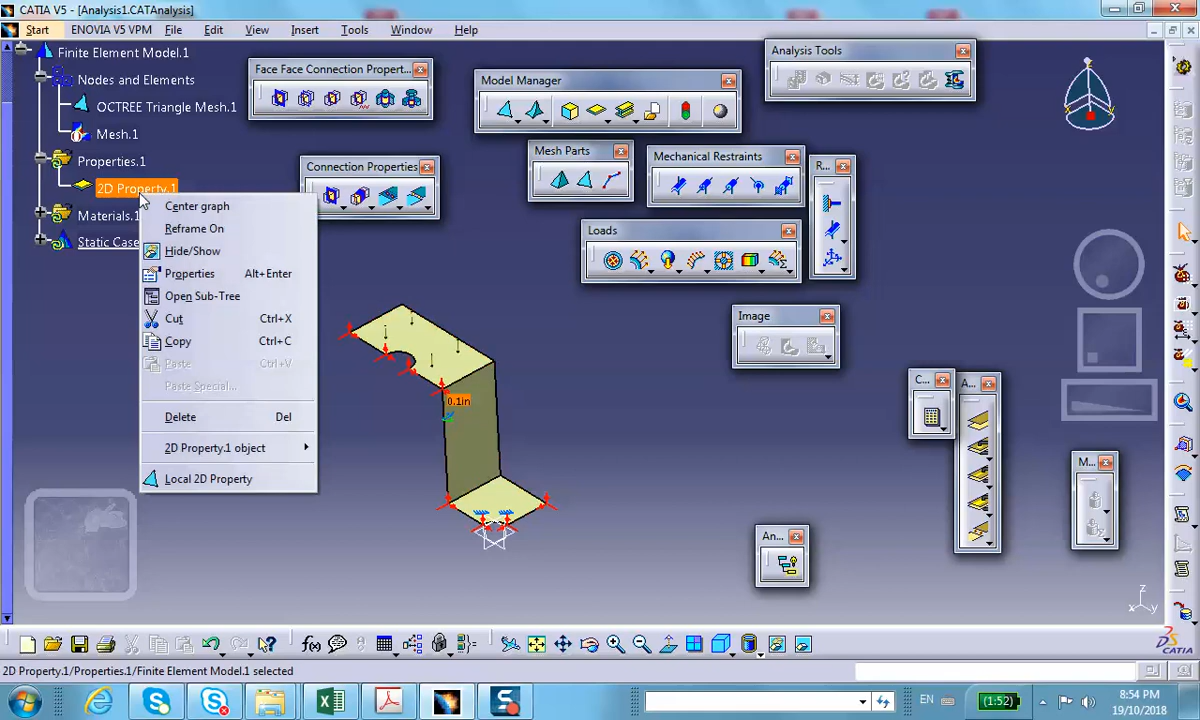 CATIA V5 - [Analysis1.CATAnalysis]
Start ENOVIA V5 VPM File Edit View Insert Tools Window Help
Finite Element Model.1
Nodes and Elements
OCTREE Triangle Mesh.1
Mesh.1
Properties.1
2D Property.1
Materials.1
Static Case
Face Face Connection Propert...
Connection Properties
Model Manager
Mesh Parts
Mechanical Restraints
R...
Loads
Analysis Tools
Image
C...
A...
M...
An...
Center graph
Reframe On
Hide/Show
Properties Alt+Enter
Open Sub-Tree
Cut Ctrl+X
Copy Ctrl+C
Paste Ctrl+V
Paste Special...
Delete Del
2D Property.1 object
Local 2D Property
0.1in
z
x
y
f(x)
CATIA
2D Property.1/Properties.1/Finite Element Model.1 selected
EN
(1:52)
8:54 PM
19/10/2018